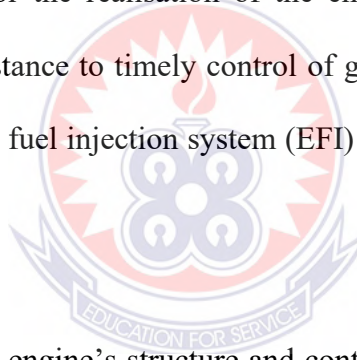 of the realisation of the en
stance to timely control of g
fuel injection system (EFI)
EDUCATION FOR SERVICE
engine's structure and cont